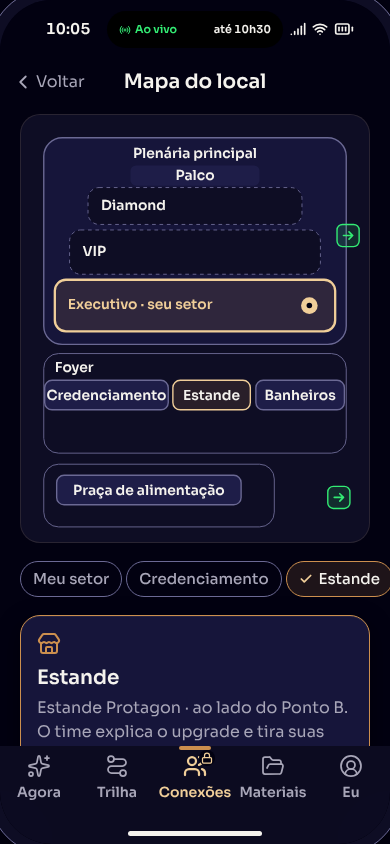 10:05
Ao vivo
até 10h30
Voltar
Mapa do local
Plenária principal
Palco
Diamond
VIP
Executivo · seu setor
Foyer
Credenciamento
Estande
Banheiros
Praça de alimentação
Meu setor
Credenciamento
Estande
Estande
Estande Protagon · ao lado do Ponto B.
O time explica o upgrade e tira suas
Agora
Trilha
Conexões
Materiais
Eu